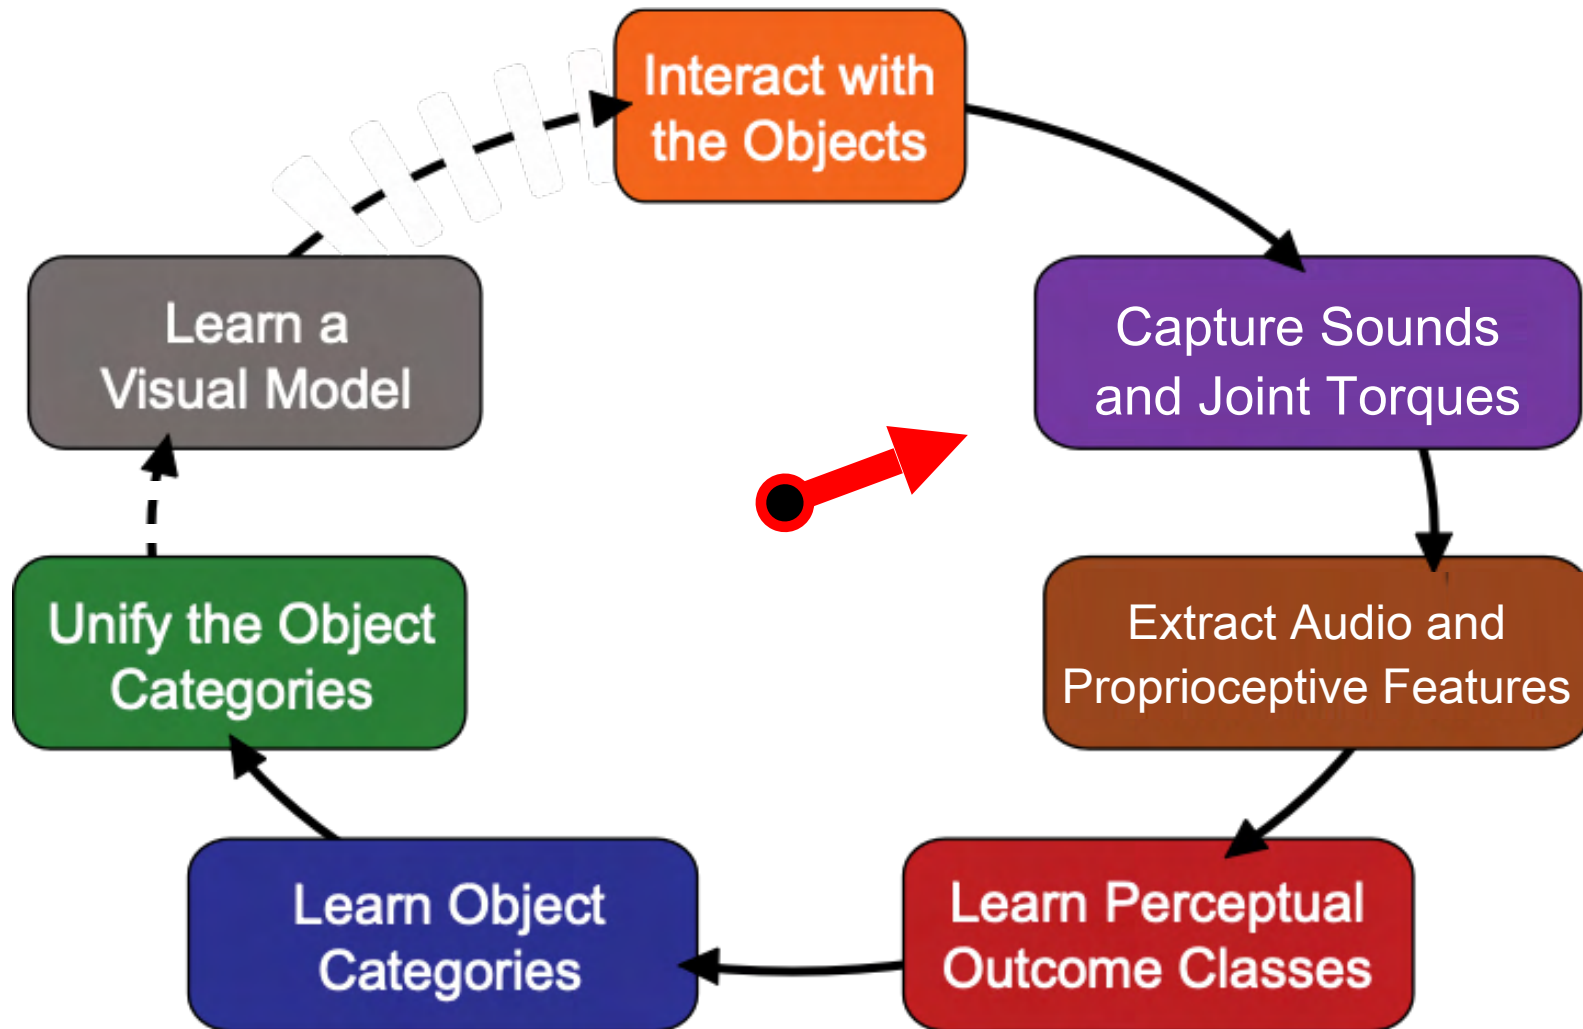 Interact with
the Objects
Capture Sounds
and Joint Torques
Extract Audio and
Proprioceptive Features
Learn Perceptual
Outcome Classes
Learn Object
Categories
Unify the Object
Categories
Learn a
Visual Model